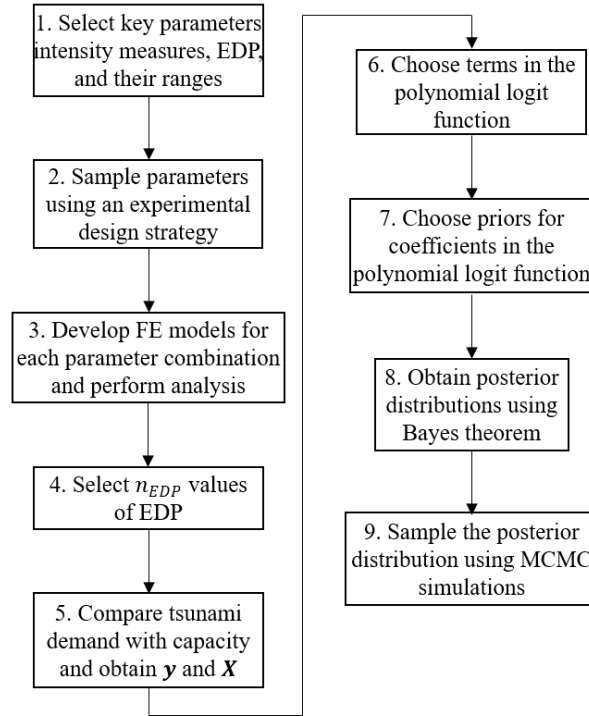 1. Select key parameters
intensity measures, EDP,
and their ranges
2. Sample parameters
using an experimental
design strategy
3. Develop FE models for
each parameter combination
and perform analysis
4. Select n_EDP values
of EDP
5. Compare tsunami
demand with capacity
and obtain y and X
6. Choose terms in the
polynomial logit
function
7. Choose priors for
coefficients in the
polynomial logit function
8. Obtain posterior
distributions using
Bayes theorem
9. Sample the posterior
distribution using MCMC
simulations